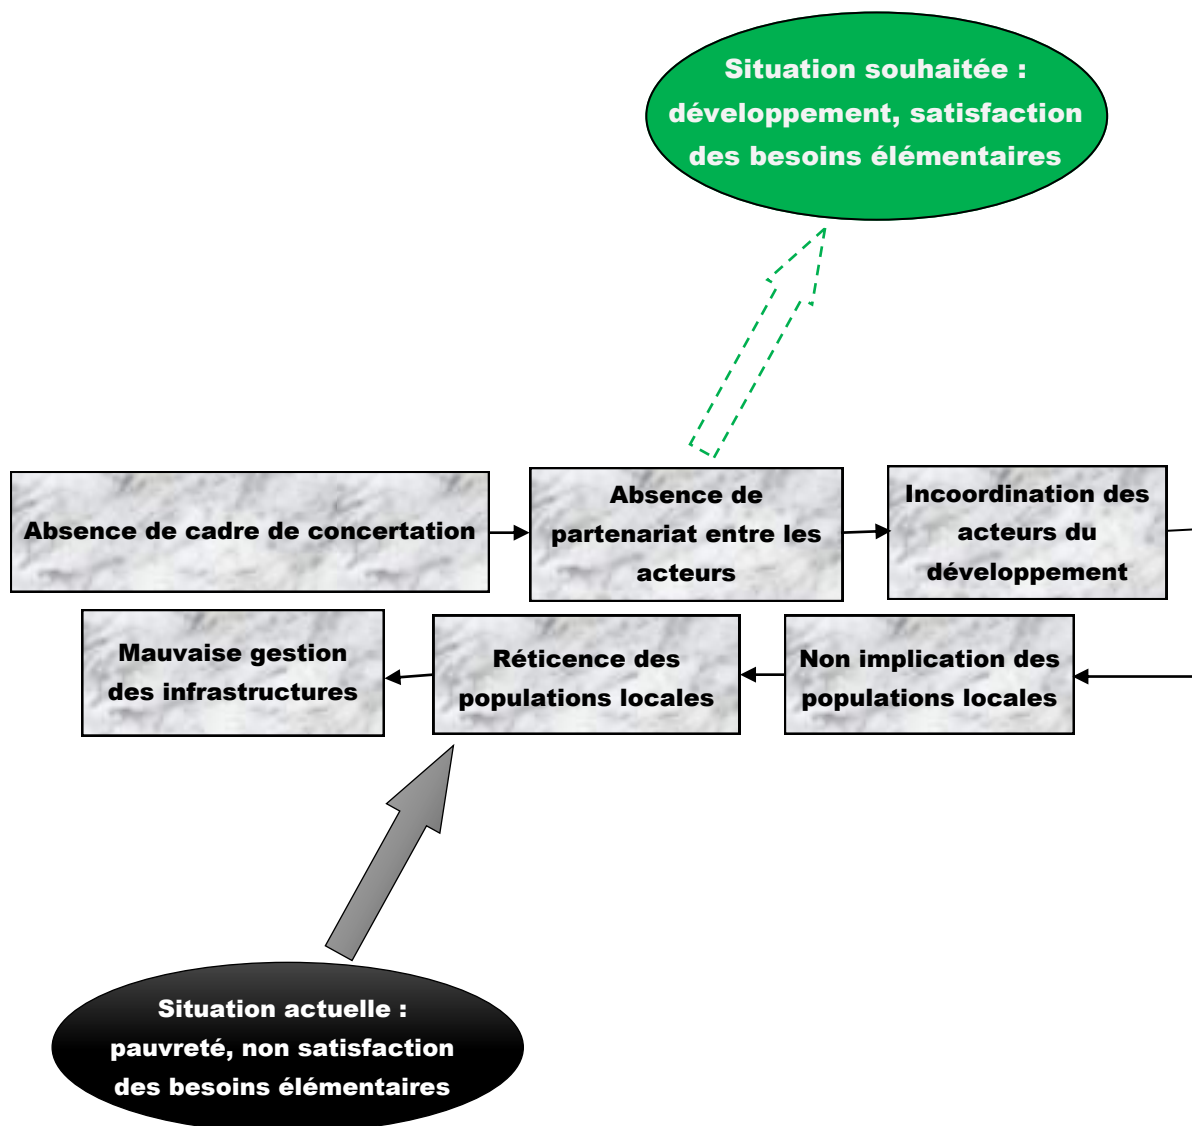 Situation souhaitée :
développement, satisfaction
des besoins élémentaires
Absence de cadre de concertation
Absence de
partenariat entre les
acteurs
Incoordination des
acteurs du
développement
Mauvaise gestion
des infrastructures
Réticence des
populations locales
Non implication des
populations locales
Situation actuelle :
pauvreté, non satisfaction
des besoins élémentaires